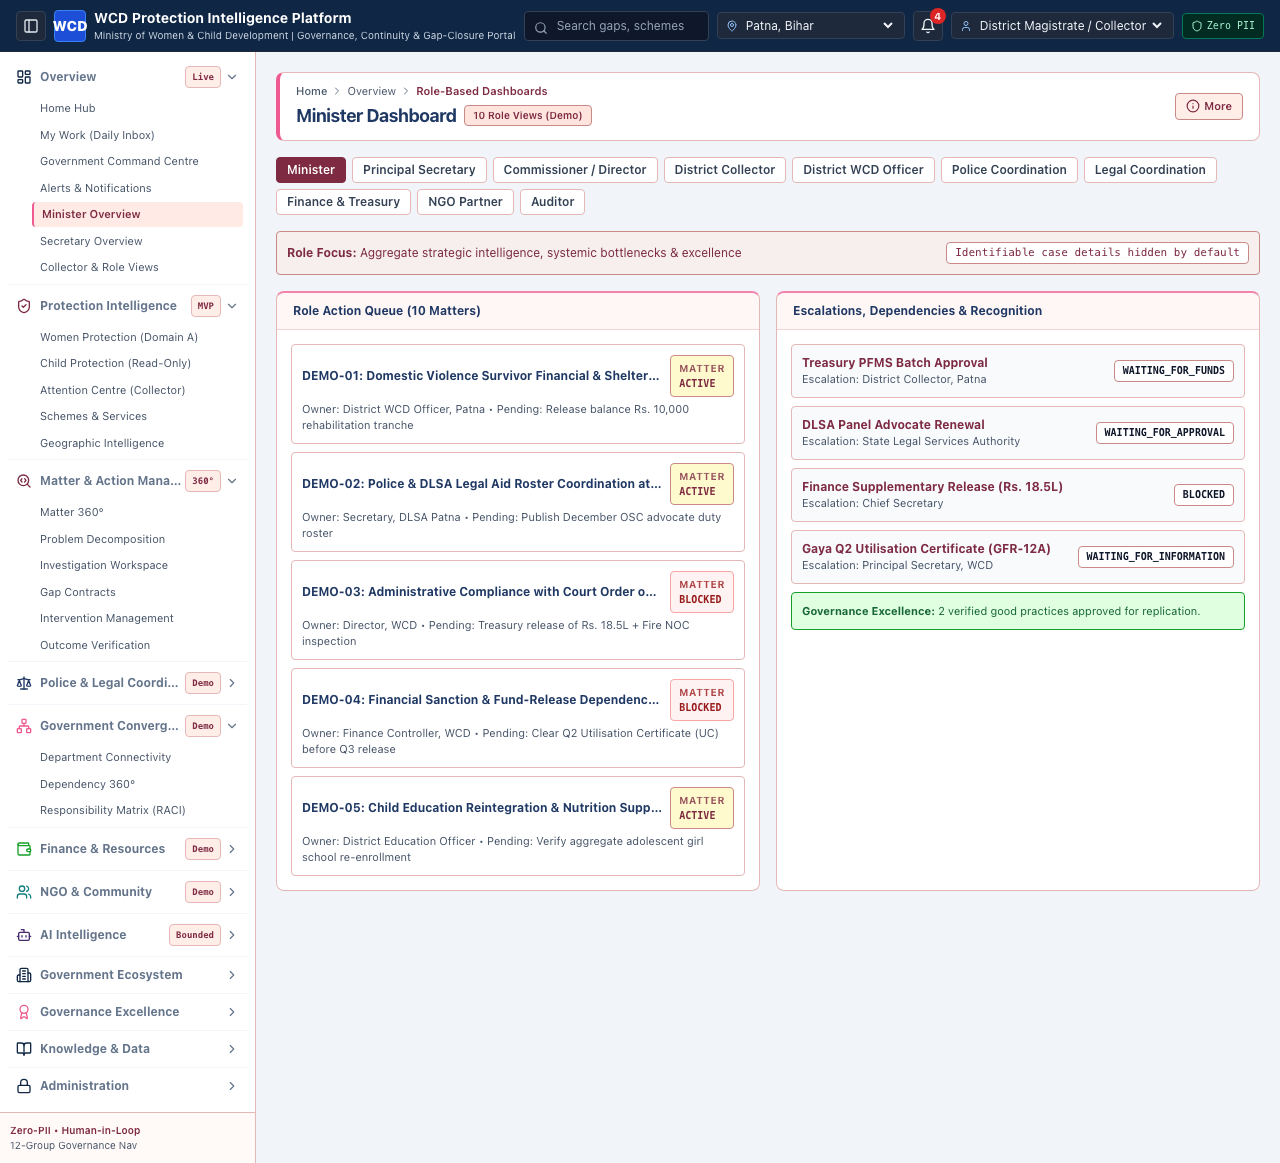 WCD
WCD Protection Intelligence Platform
Ministry of Women & Child Development | Governance, Continuity & Gap-Closure Portal
Search gaps, schemes
Patna, Bihar
4
District Magistrate / Collector
Zero PII
Overview
Live
Home Hub
My Work (Daily Inbox)
Government Command Centre
Alerts & Notifications
Minister Overview
Secretary Overview
Collector & Role Views
Protection Intelligence
MVP
Women Protection (Domain A)
Child Protection (Read-Only)
Attention Centre (Collector)
Schemes & Services
Geographic Intelligence
Matter & Action Mana...
360°
Matter 360°
Problem Decomposition
Investigation Workspace
Gap Contracts
Intervention Management
Outcome Verification
Police & Legal Coordi...
Demo
Government Converg...
Demo
Department Connectivity
Dependency 360°
Responsibility Matrix (RACI)
Finance & Resources
Demo
NGO & Community
Demo
AI Intelligence
Bounded
Government Ecosystem
Governance Excellence
Knowledge & Data
Administration
Zero-PII • Human-in-Loop
12-Group Governance Nav
Home > Overview > Role-Based Dashboards
Minister Dashboard
10 Role Views (Demo)
More
Minister
Principal Secretary
Commissioner / Director
District Collector
District WCD Officer
Police Coordination
Legal Coordination
Finance & Treasury
NGO Partner
Auditor
Role Focus: Aggregate strategic intelligence, systemic bottlenecks & excellence
Identifiable case details hidden by default
Role Action Queue (10 Matters)
DEMO-01: Domestic Violence Survivor Financial & Shelter...
MATTER
ACTIVE
Owner: District WCD Officer, Patna • Pending: Release balance Rs. 10,000
rehabilitation tranche
DEMO-02: Police & DLSA Legal Aid Roster Coordination at...
MATTER
ACTIVE
Owner: Secretary, DLSA Patna • Pending: Publish December OSC advocate duty
roster
DEMO-03: Administrative Compliance with Court Order o...
MATTER
BLOCKED
Owner: Director, WCD • Pending: Treasury release of Rs. 18.5L + Fire NOC
inspection
DEMO-04: Financial Sanction & Fund-Release Dependenc...
MATTER
BLOCKED
Owner: Finance Controller, WCD • Pending: Clear Q2 Utilisation Certificate (UC)
before Q3 release
DEMO-05: Child Education Reintegration & Nutrition Supp...
MATTER
ACTIVE
Owner: District Education Officer • Pending: Verify aggregate adolescent girl
school re-enrollment
Escalations, Dependencies & Recognition
Treasury PFMS Batch Approval
Escalation: District Collector, Patna
WAITING_FOR_FUNDS
DLSA Panel Advocate Renewal
Escalation: State Legal Services Authority
WAITING_FOR_APPROVAL
Finance Supplementary Release (Rs. 18.5L)
Escalation: Chief Secretary
BLOCKED
Gaya Q2 Utilisation Certificate (GFR-12A)
Escalation: Principal Secretary, WCD
WAITING_FOR_INFORMATION
Governance Excellence: 2 verified good practices approved for replication.